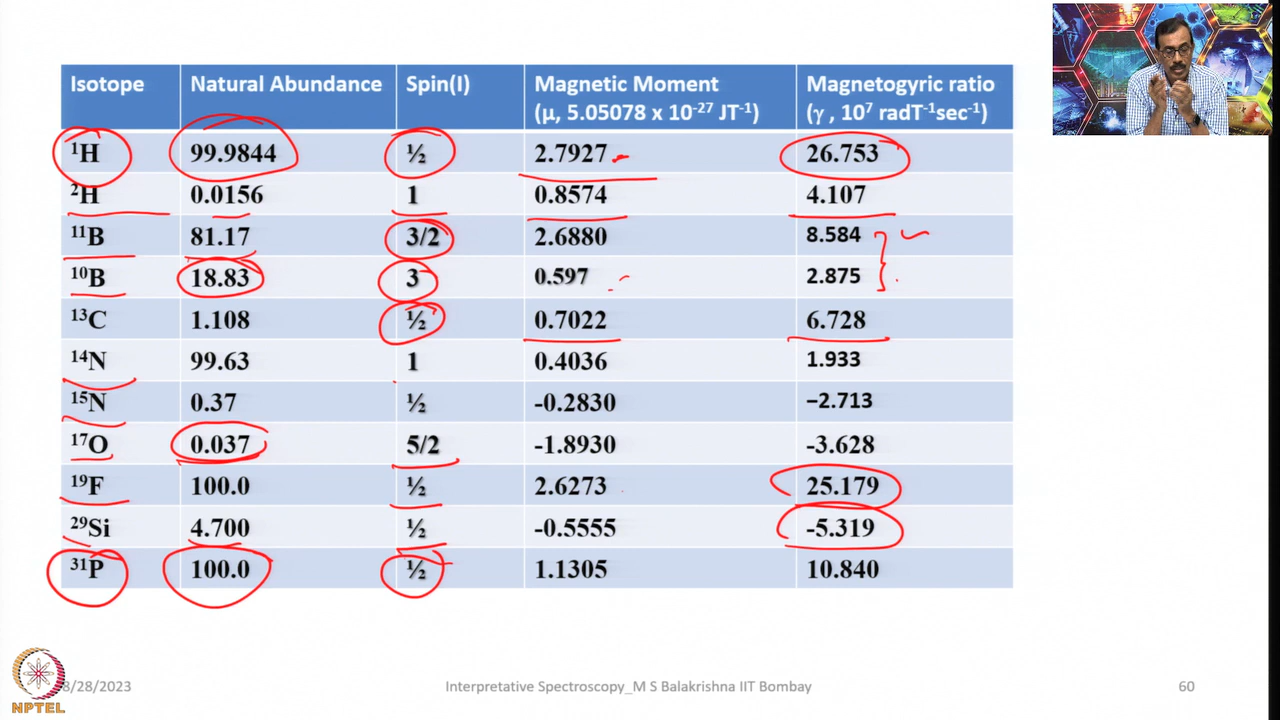 Isotope Natural Abundance Spin(I) Magnetic Moment (μ, 5.05078 x 10⁻²⁷ JT⁻¹) Magnetogyric ratio (γ , 10⁷ radT⁻¹sec⁻¹)
¹H 99.9844 ½ 2.7927 26.753
²H 0.0156 1 0.8574 4.107
¹¹B 81.17 3/2 2.6880 8.584
¹⁰B 18.83 3 0.597 2.875
¹³C 1.108 ½ 0.7022 6.728
¹⁴N 99.63 1 0.4036 1.933
¹⁵N 0.37 ½ -0.2830 −2.713
¹⁷O 0.037 5/2 -1.8930 -3.628
¹⁹F 100.0 ½ 2.6273 25.179
²⁹Si 4.700 ½ -0.5555 -5.319
³¹P 100.0 ½ 1.1305 10.840
8/28/2023 Interpretative Spectroscopy_M S Balakrishna IIT Bombay 60
NPTEL